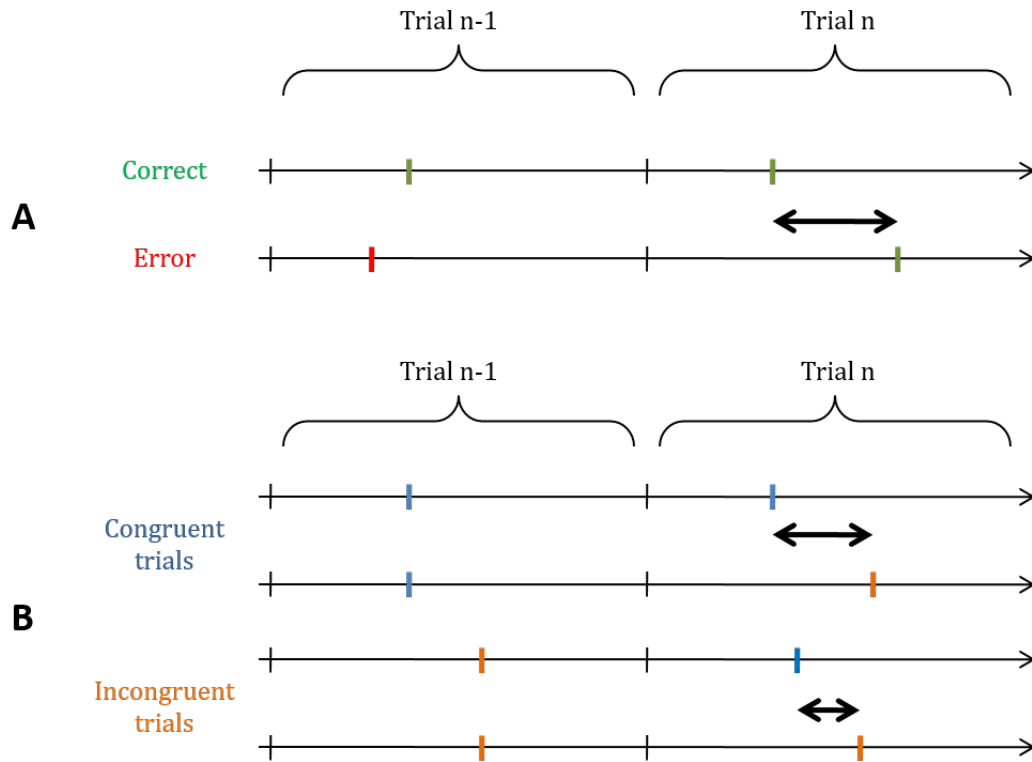 Trial n-1
Trial n
Correct
A
Error
Trial n-1
Trial n
Congruent
trials
B
Incongruent
trials